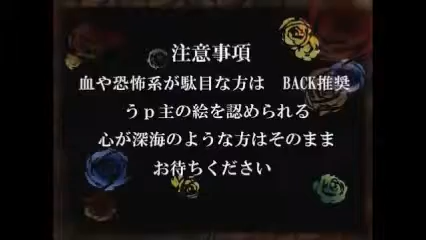 注意事項
血や恐怖系が駄目な方は　BACK推奨
うｐ主の絵を認められる
心が深海のような方はそのまま
お待ちください